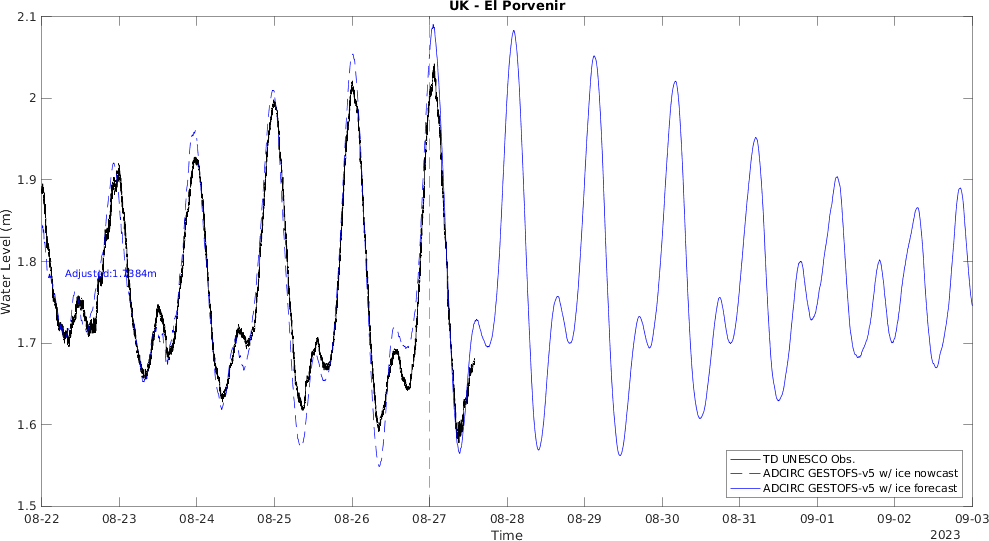 UK - El Porvenir
2.1
2
1.9
1.8
1.7
1.6
1.5
Water Level (m)
Adjusted:1.7384m
TD UNESCO Obs.
ADCIRC GESTOFS-v5 w/ ice nowcast
ADCIRC GESTOFS-v5 w/ ice forecast
08-22 08-23 08-24 08-25 08-26 08-27 08-28 08-29 08-30 08-31 09-01 09-02 09-03
Time
2023